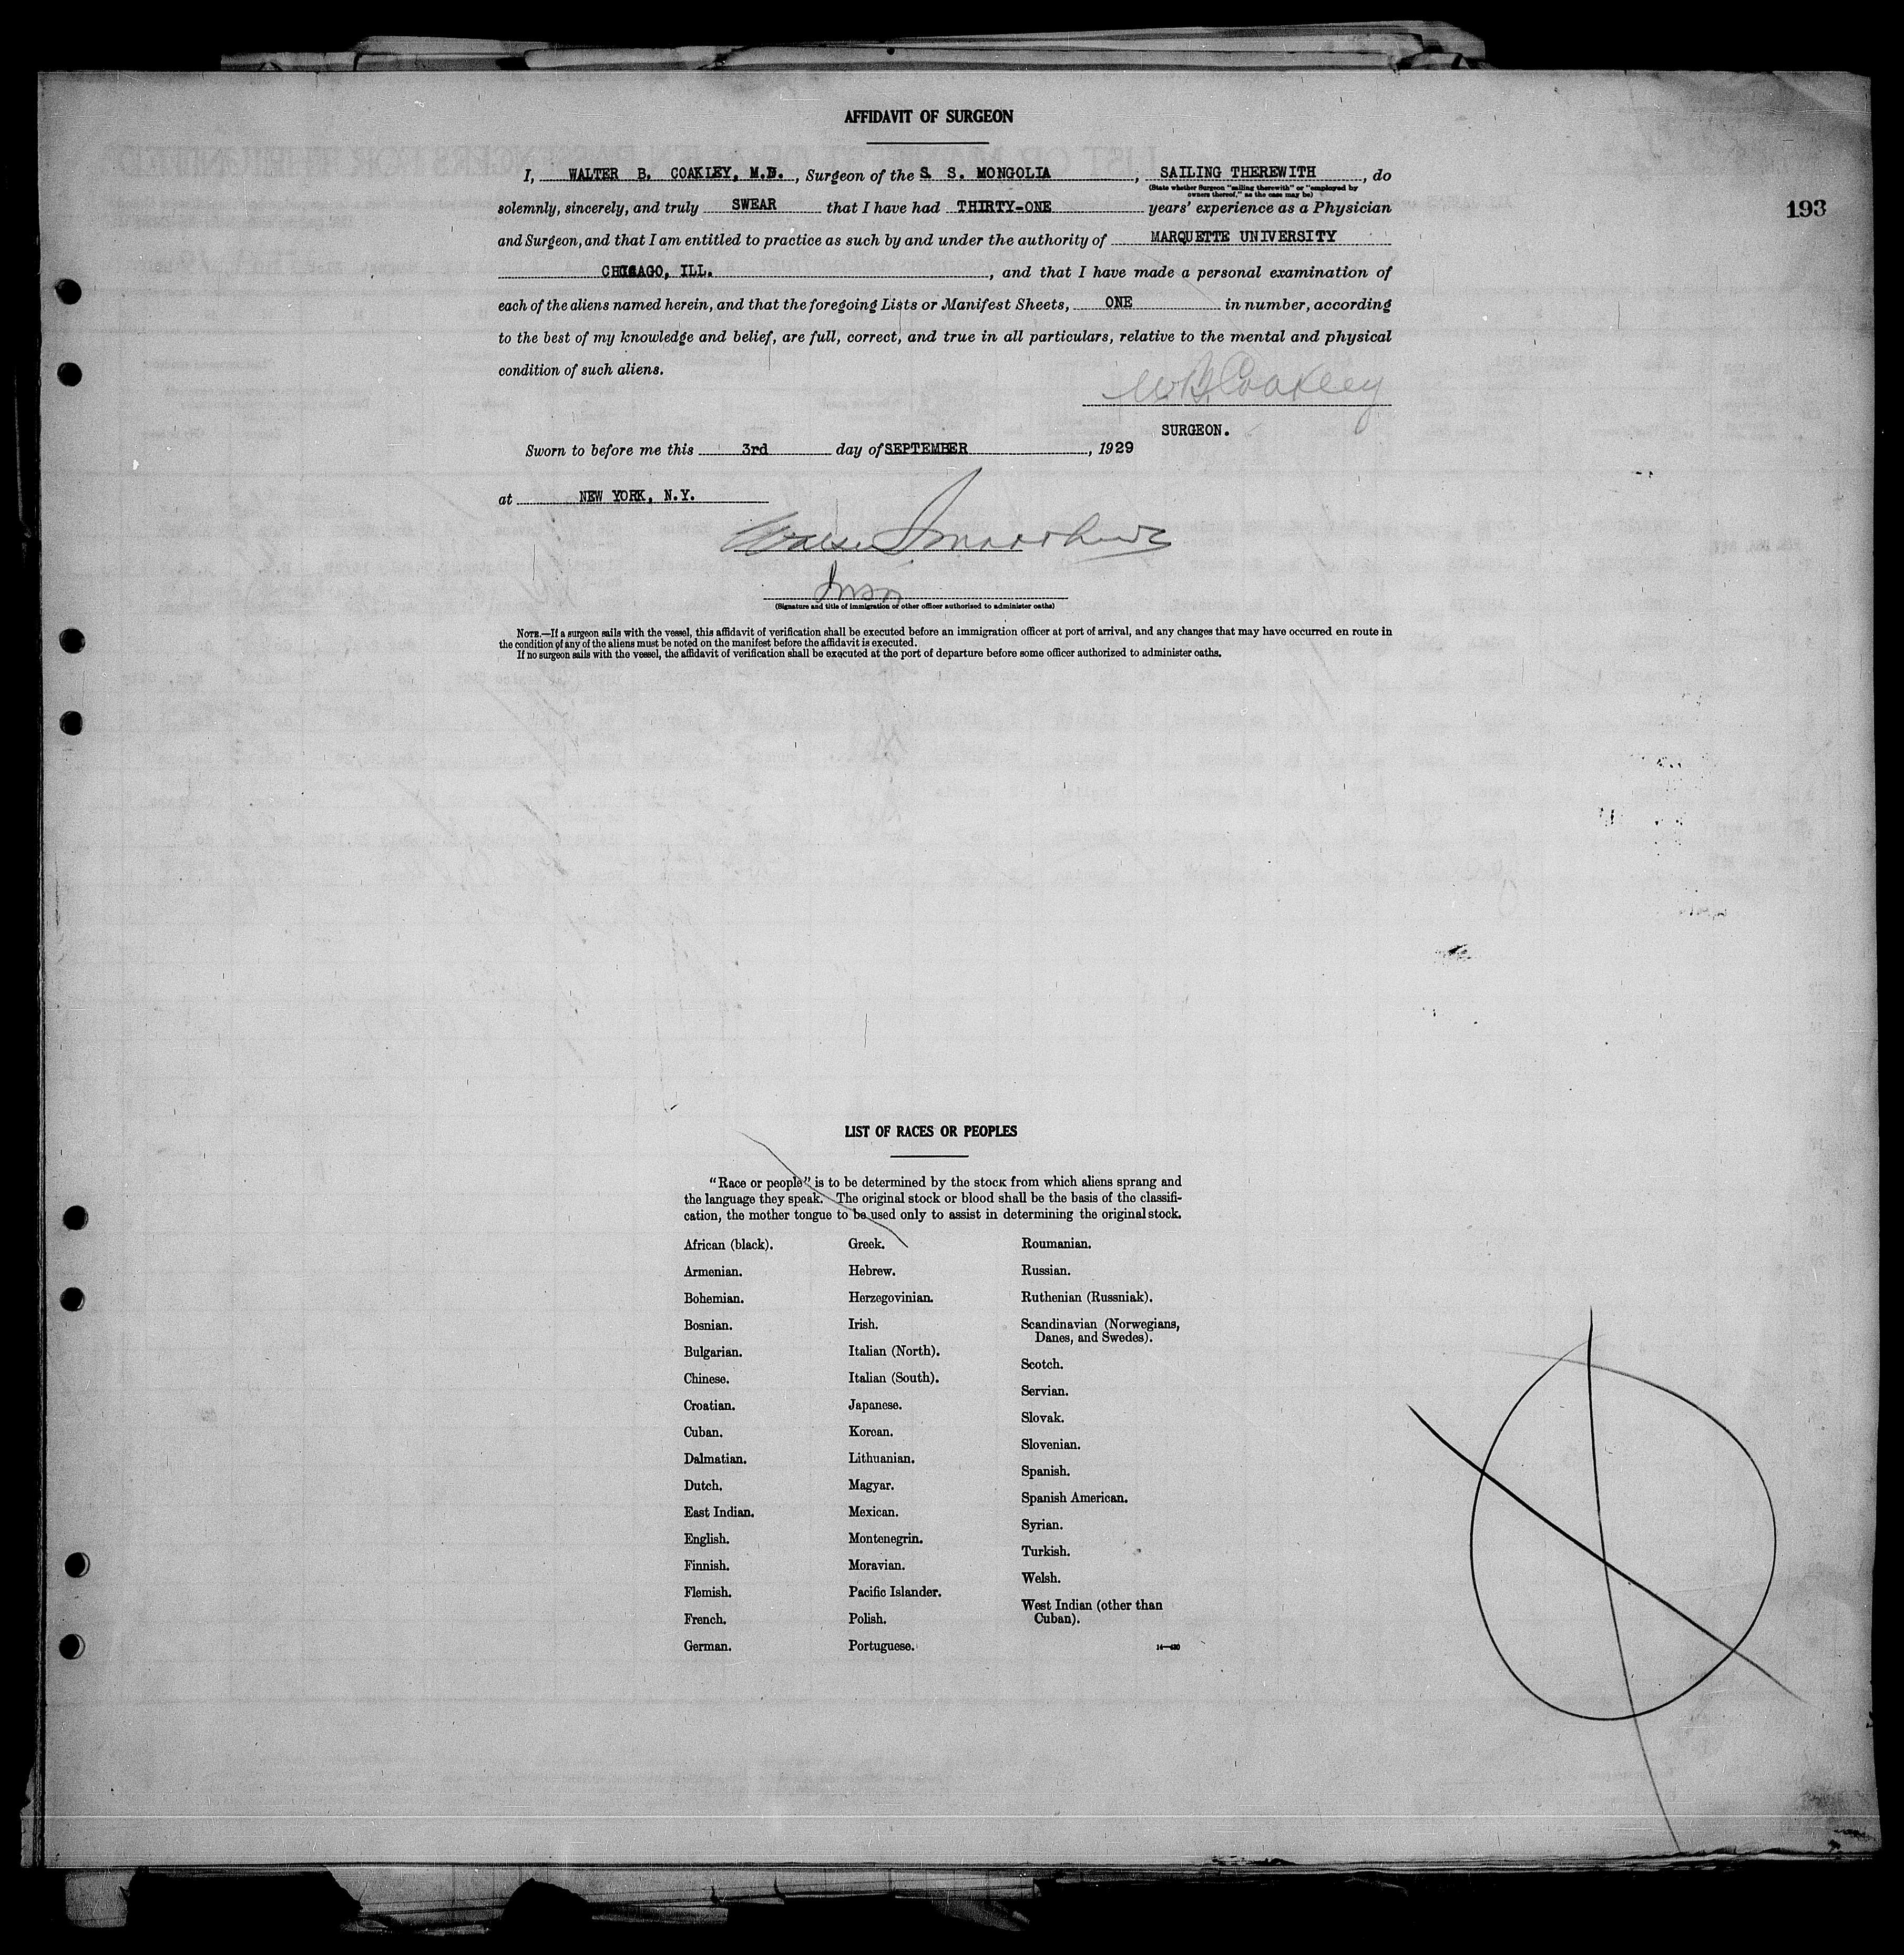 AFFIDAVIT OF SURGEON
I, WALTER B. COAKLEY, M.D., Surgeon of the S. S. MONGOLIA, SAILING THEREWITH, do
(State whether Surgeon "sailing therewith" or "employed by
owners thereof," as the case may be)
193
solemnly, sincerely, and truly SWEAR that I have had THIRTY-ONE years' experience as a Physician
and Surgeon, and that I am entitled to practice as such by and under the authority of MARQUETTE UNIVERSITY
CHICAGO, ILL., and that I have made a personal examination of
each of the aliens named herein, and that the foregoing Lists or Manifest Sheets, ONE in number, according
to the best of my knowledge and belief, are full, correct, and true in all particulars, relative to the mental and physical
condition of such aliens.
W.B. Coakley
SURGEON.
Sworn to before me this 3rd day of SEPTEMBER, 1929
at NEW YORK, N.Y.
(Signature and title of immigration or other officer authorized to administer oaths)
NOTE.—If a surgeon sails with the vessel, this affidavit of verification shall be executed before an immigration officer at port of arrival, and any changes that may have occurred en route in
the condition of any of the aliens must be noted on the manifest before the affidavit is executed.
If no surgeon sails with the vessel, the affidavit of verification shall be executed at the port of departure before some officer authorized to administer oaths.
LIST OF RACES OR PEOPLES
"Race or people" is to be determined by the stock from which aliens sprang and
the language they speak. The original stock or blood shall be the basis of the classifi-
cation, the mother tongue to be used only to assist in determining the original stock.
African (black).
Armenian.
Bohemian.
Bosnian.
Bulgarian.
Chinese.
Croatian.
Cuban.
Dalmatian.
Dutch.
East Indian.
English.
Finnish.
Flemish.
French.
German.
Greek.
Hebrew.
Herzegovinian.
Irish.
Italian (North).
Italian (South).
Japanese.
Korean.
Lithuanian.
Magyar.
Mexican.
Montenegrin.
Moravian.
Pacific Islander.
Polish.
Portuguese.
Roumanian.
Russian.
Ruthenian (Russniak).
Scandinavian (Norwegians,
Danes, and Swedes).
Scotch.
Servian.
Slovak.
Slovenian.
Spanish.
Spanish American.
Syrian.
Turkish.
Welsh.
West Indian (other than
Cuban).